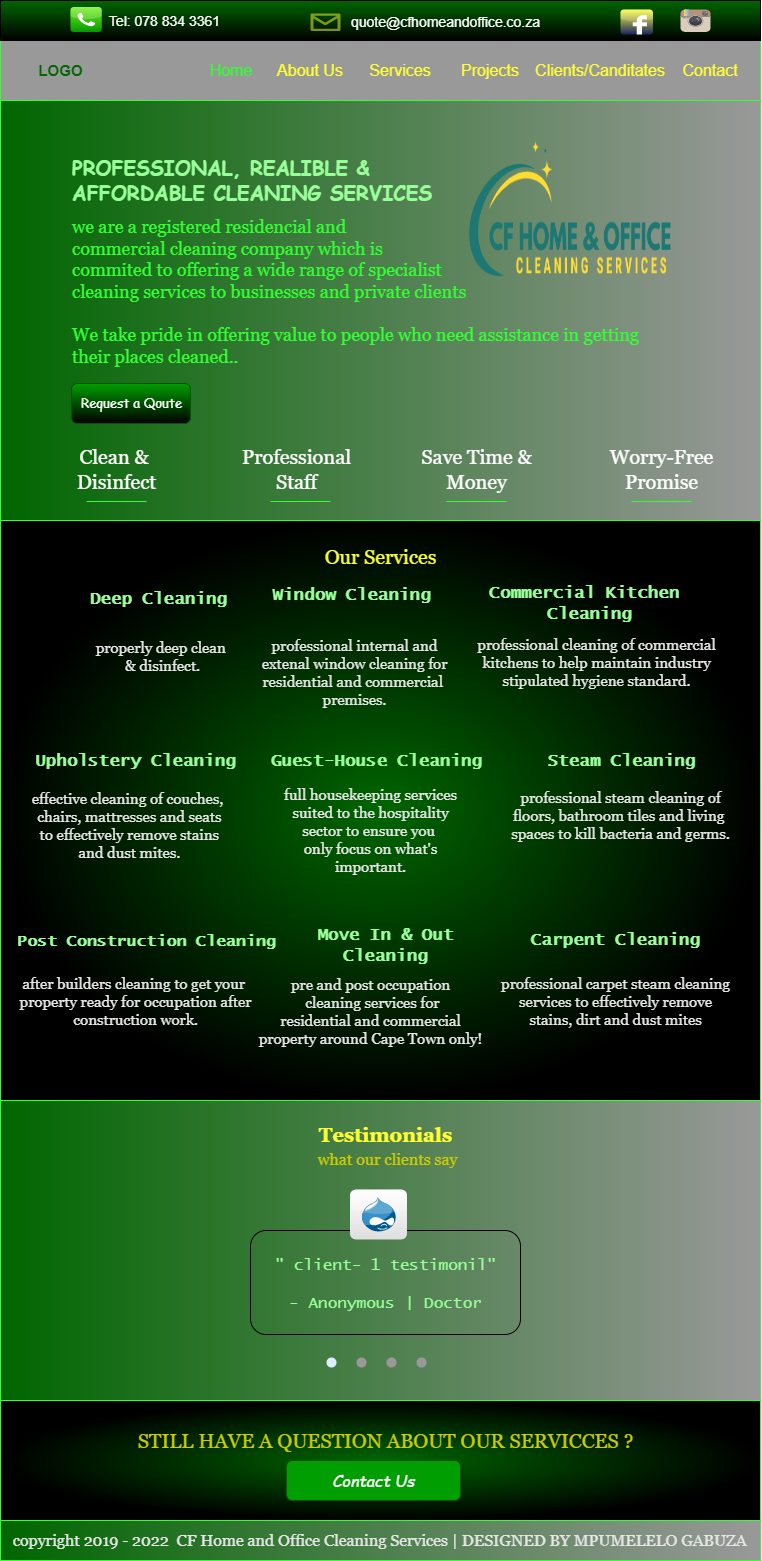 Tel: 078 834 3361
quote@cfhomeandoffice.co.za
LOGO
Home
About Us
Services
Projects
Clients/Canditates
Contact
PROFESSIONAL, REALIBLE &
AFFORDABLE CLEANING SERVICES
CF HOME & OFFICE
CLEANING SERVICES
we are a registered residencial and
commercial cleaning company which is
commited to offering a wide range of specialist
cleaning services to businesses and private clients
We take pride in offering value to people who need assistance in getting
their places cleaned..
Request a Qoute
Clean &
Disinfect
Professional
Staff
Save Time &
Money
Worry-Free
Promise
Our Services
Deep Cleaning
properly deep clean
& disinfect.
Window Cleaning
professional internal and
extenal window cleaning for
residential and commercial
premises.
Commercial Kitchen
Cleaning
professional cleaning of commercial
kitchens to help maintain industry
stipulated hygiene standard.
Upholstery Cleaning
effective cleaning of couches,
chairs, mattresses and seats
to effectively remove stains
and dust mites.
Guest-House Cleaning
full housekeeping services
suited to the hospitality
sector to ensure you
only focus on what's
important.
Steam Cleaning
professional steam cleaning of
floors, bathroom tiles and living
spaces to kill bacteria and germs.
Post Construction Cleaning
after builders cleaning to get your
property ready for occupation after
construction work.
Move In & Out
Cleaning
pre and post occupation
cleaning services for
residential and commercial
property around Cape Town only!
Carpent Cleaning
professional carpet steam cleaning
services to effectively remove
stains, dirt and dust mites
Testimonials
what our clients say
" client- 1 testimonil"
- Anonymous | Doctor
STILL HAVE A QUESTION ABOUT OUR SERVICCES ?
Contact Us
copyright 2019 - 2022 CF Home and Office Cleaning Services | DESIGNED BY MPUMELELO GABUZA